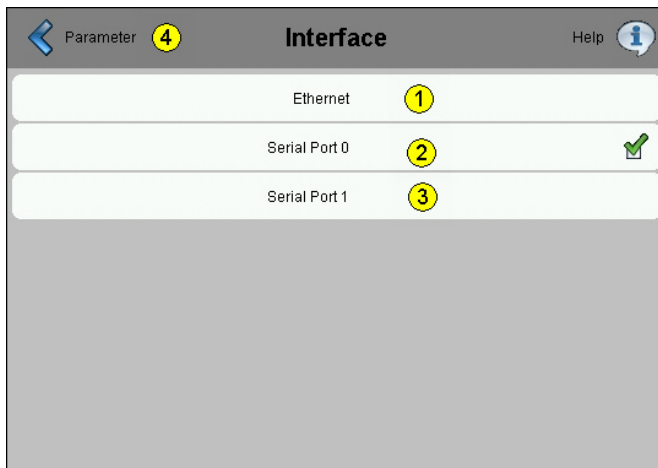 Parameter 4 Interface Help
Ethernet 1
Serial Port 0 2
Serial Port 1 3